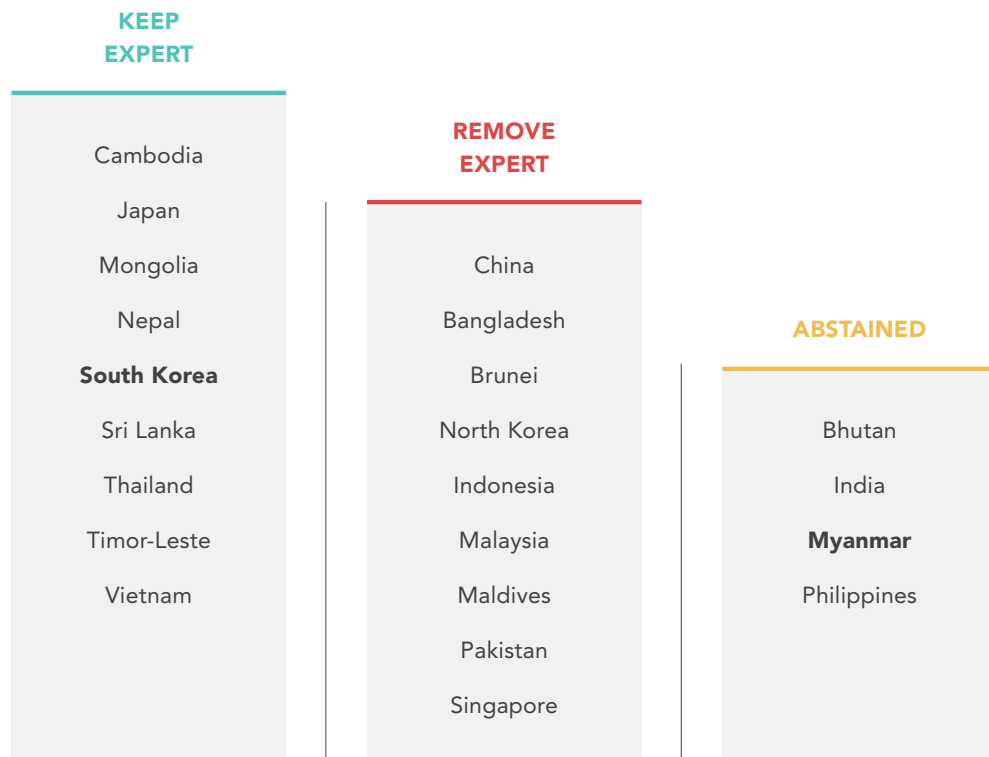 KEEP
EXPERT
Cambodia
Japan
Mongolia
Nepal
South Korea
Sri Lanka
Thailand
Timor-Leste
Vietnam
REMOVE
EXPERT
China
Bangladesh
Brunei
North Korea
Indonesia
Malaysia
Maldives
Pakistan
Singapore
ABSTAINED
Bhutan
India
Myanmar
Philippines